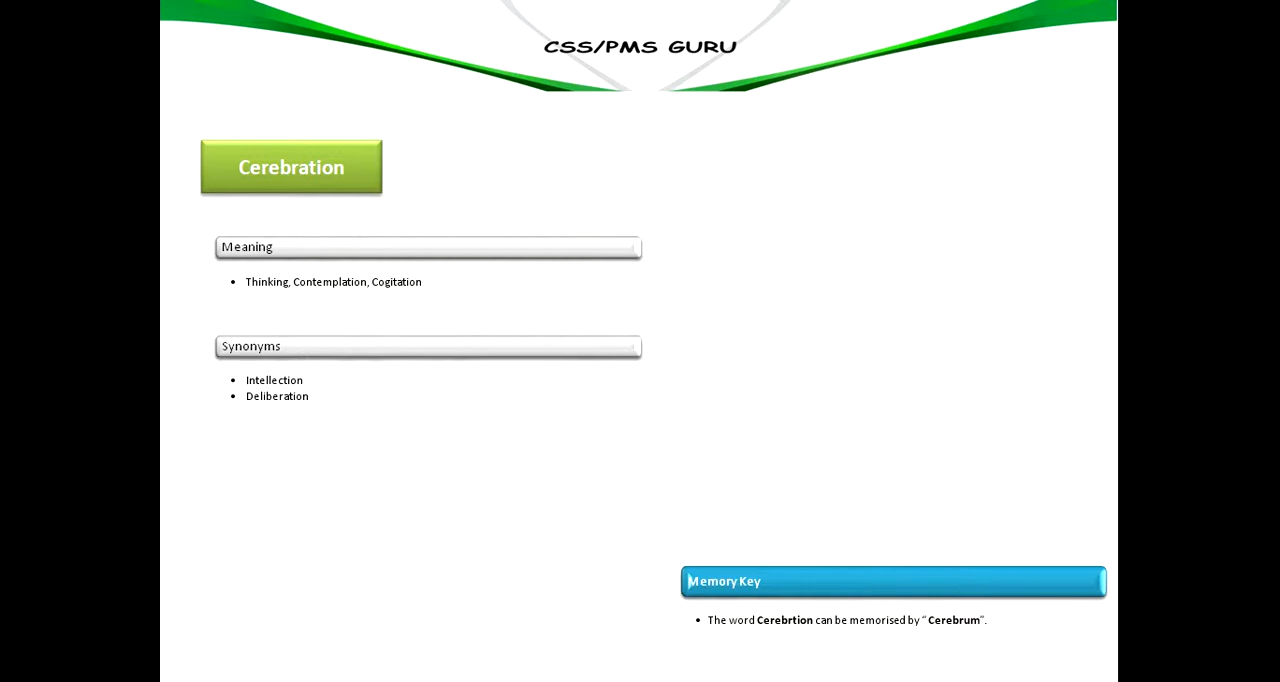 CSS/PMS GURU
Cerebration
Meaning
• Thinking, Contemplation, Cogitation
Synonyms
• Intellection
• Deliberation
Memory Key
• The word Cerebrtion can be memorised by “Cerebrum”.